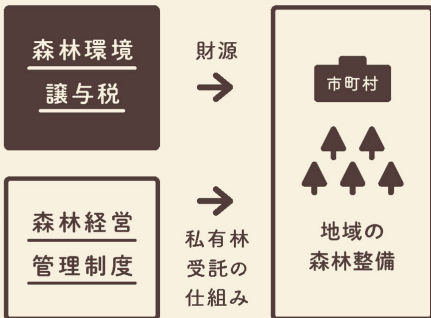 森林環境
譲与税
財源
市町村
森林経営
管理制度
私有林
受託の
仕組み
地域の
森林整備